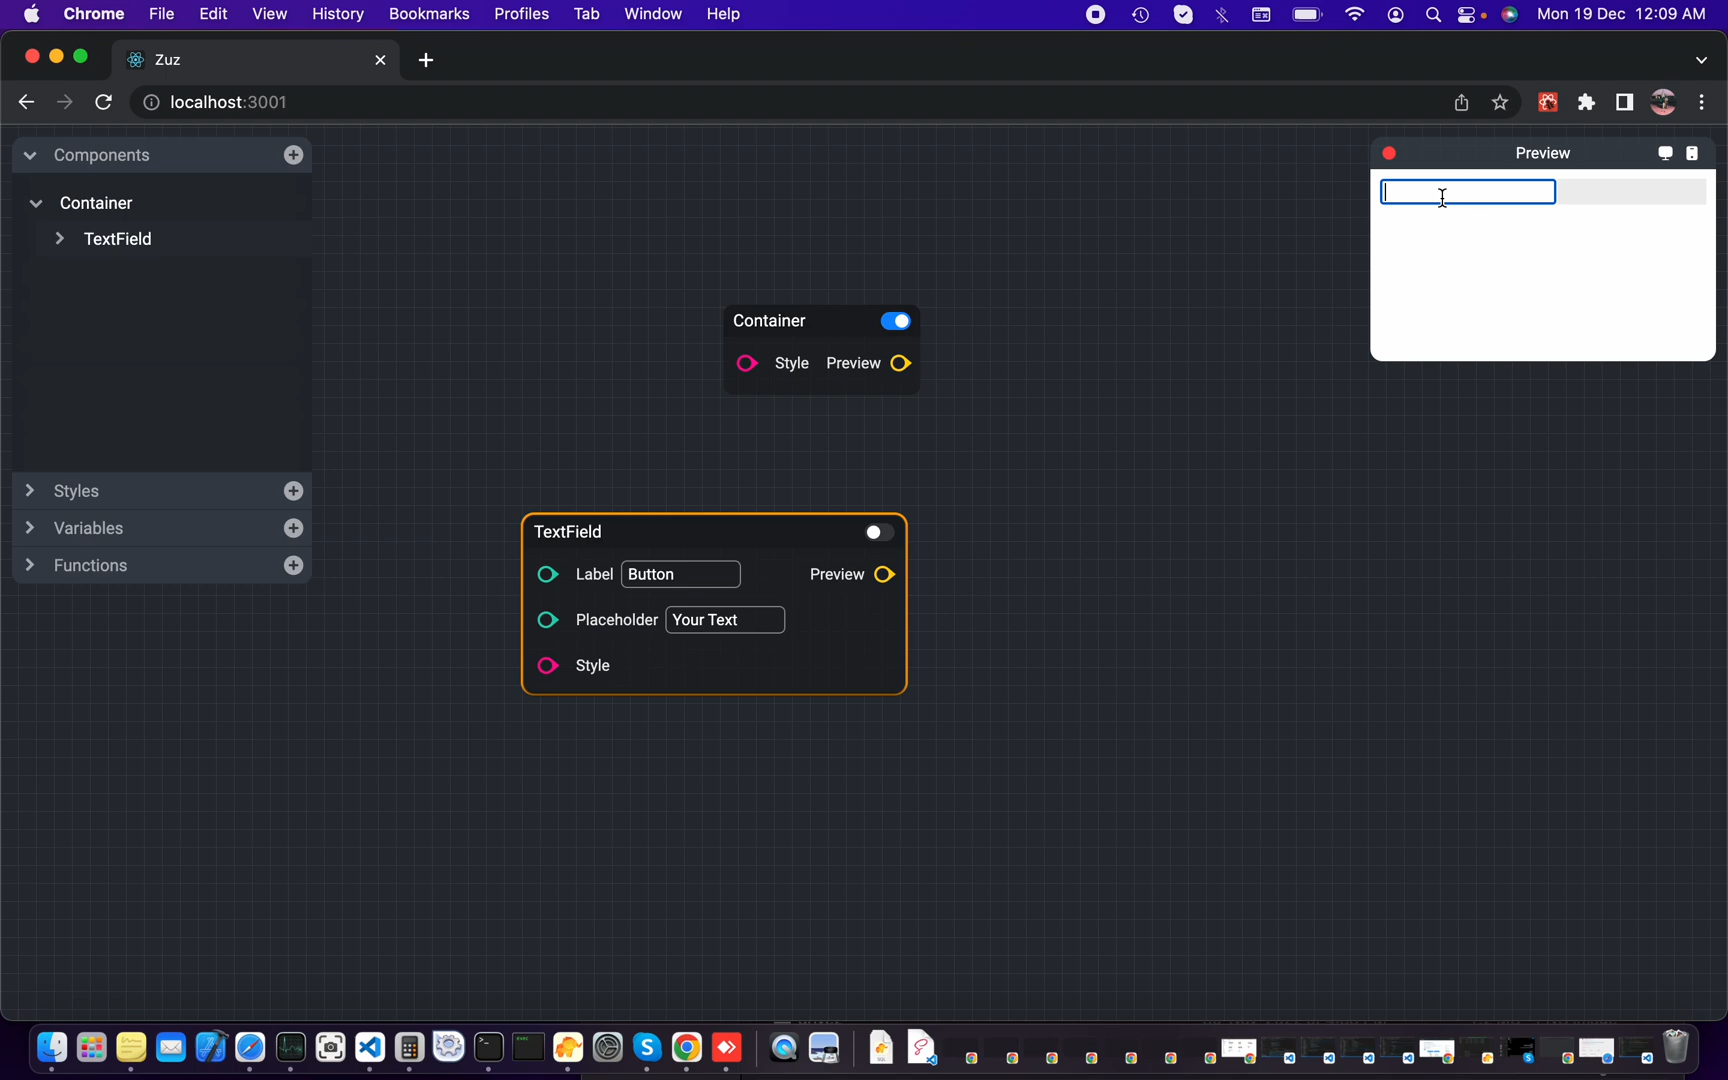 Chrome File Edit View History Bookmarks Profiles Tab Window Help Mon 19 Dec 12:09 AM
Zuz
localhost:3001
Components
Preview
Container
TextField
Container
Style Preview
Styles
Variables
Functions
TextField
Label Button Preview
Placeholder Your Text
Style